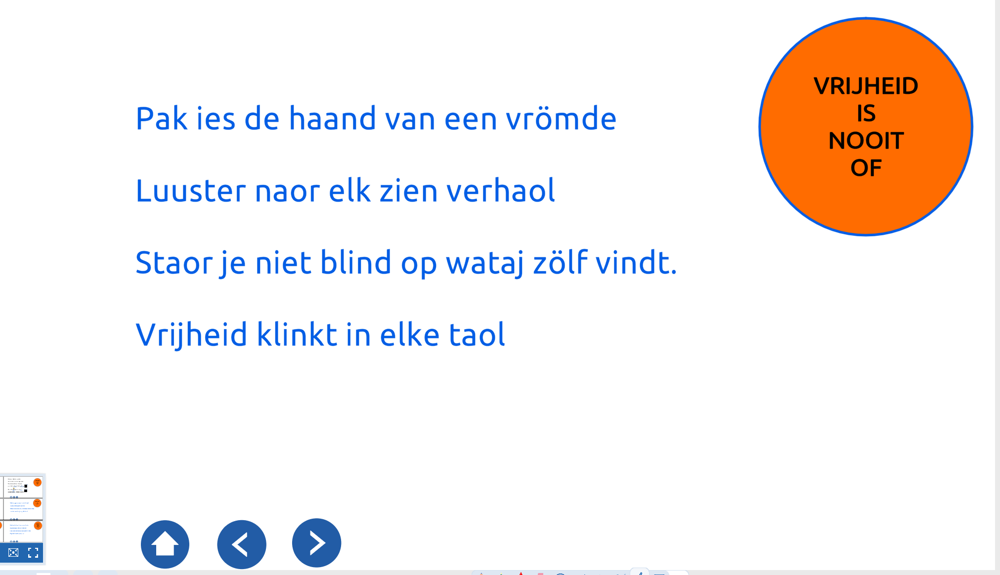 Pak ies de haand van een vrömde
Luuster naor elk zien verhaol
Staor je niet blind op wataj zölf vindt.
Vrijheid klinkt in elke taol
VRIJHEID
IS
NOOIT
OF